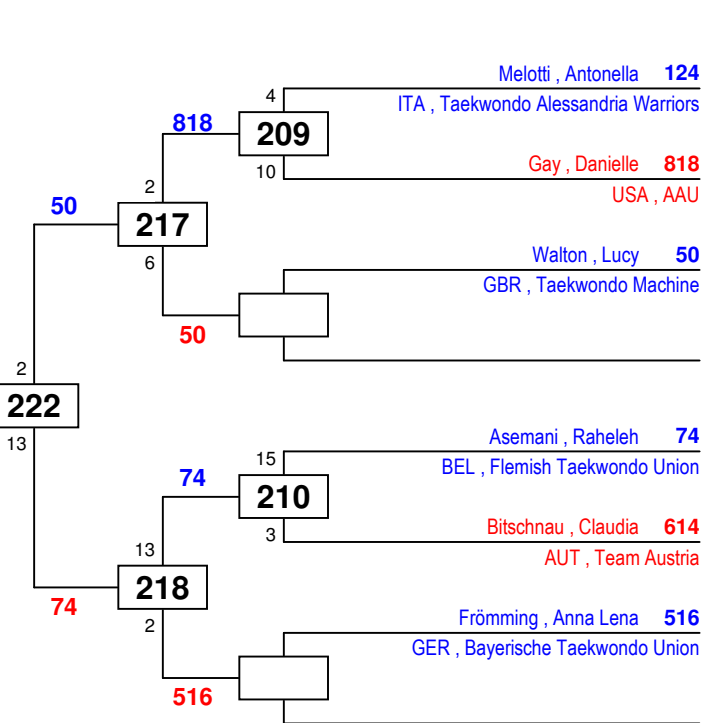 Melotti , Antonella 124
4
ITA , Taekwondo Alessandria Warriors
818
209
10
Gay , Danielle 818
2
USA , AAU
50
217
Walton , Lucy 50
6
GBR , Taekwondo Machine
50
2
222
13
Asemani , Raheleh 74
15
BEL , Flemish Taekwondo Union
74
210
3
Bitschnau , Claudia 614
13
AUT , Team Austria
218
74
Frömming , Anna Lena 516
2
GER , Bayerische Taekwondo Union
516